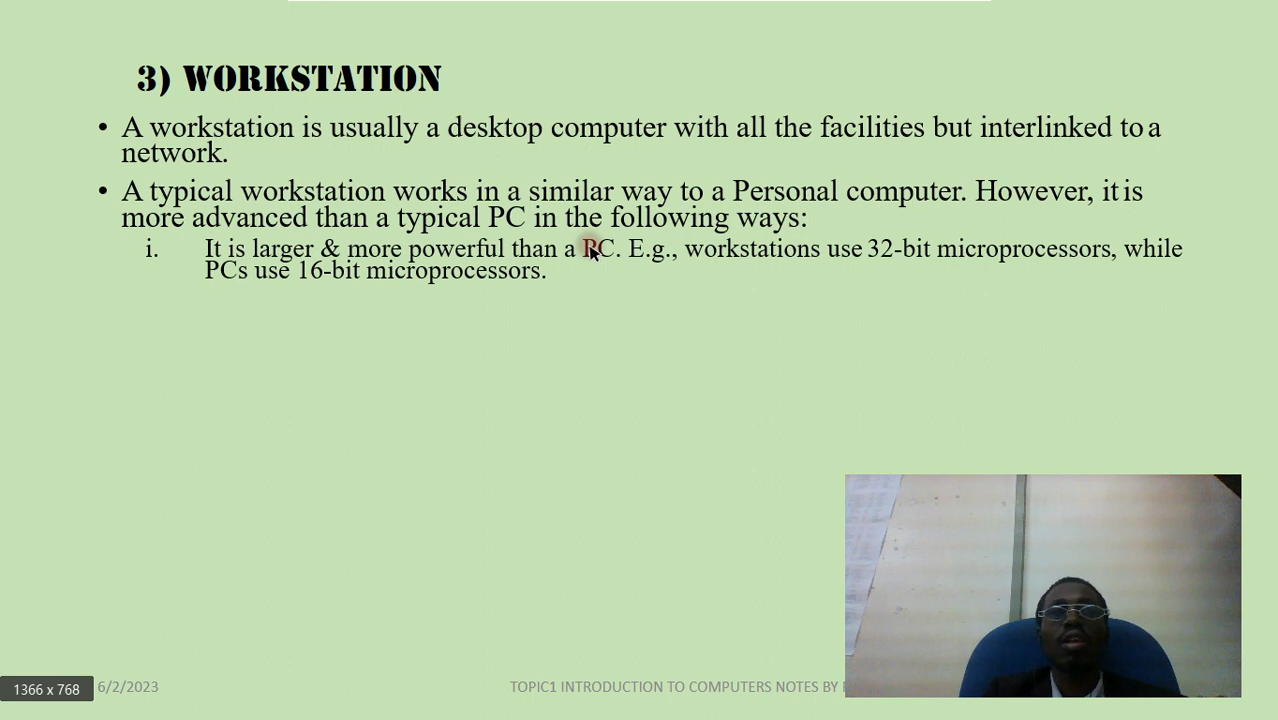 3) WORKSTATION
• A workstation is usually a desktop computer with all the facilities but interlinked to a
network.
• A typical workstation works in a similar way to a Personal computer. However, it is
more advanced than a typical PC in the following ways:
i. It is larger & more powerful than a PC. E.g., workstations use 32-bit microprocessors, while
PCs use 16-bit microprocessors.
1366 x 768
6/2/2023
TOPIC1 INTRODUCTION TO COMPUTERS NOTES BY